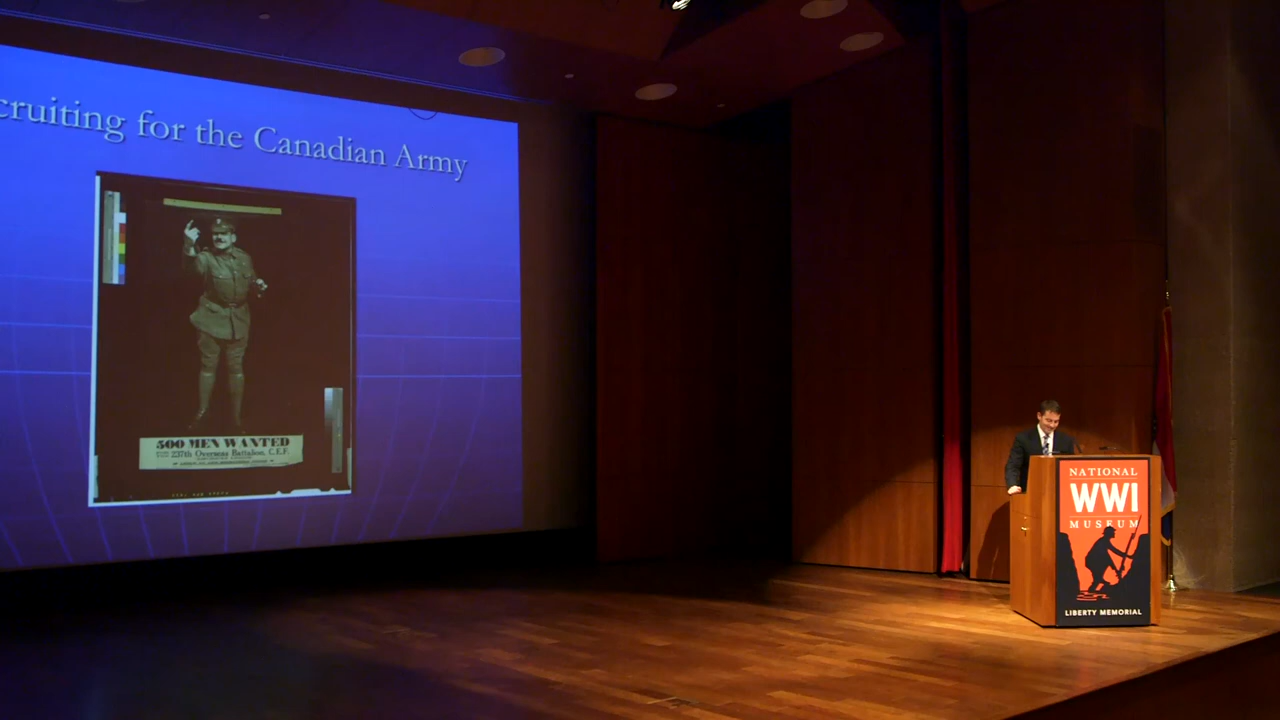 cruiting for the Canadian Army
500 MEN WANTED
237th Overseas Battalion, C.E.F.
NATIONAL
WWI
MUSEUM
LIBERTY MEMORIAL